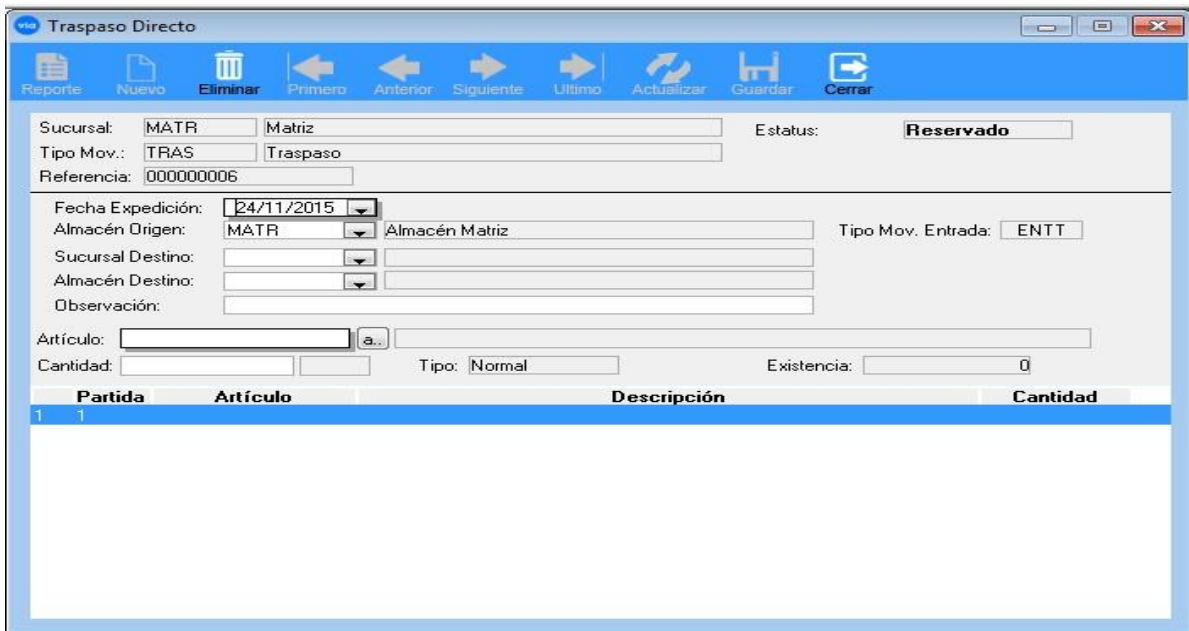 via Traspaso Directo
Reporte Nuevo Eliminar Primero Anterior Siguiente Ultimo Actualizar Guardar Cerrar
Sucursal: MATR Matriz Estatus: Reservado
Tipo Mov.: TRAS Traspaso
Referencia: 000000006
Fecha Expedición: 24/11/2015
Almacén Origen: MATR Almacén Matriz Tipo Mov. Entrada: ENTT
Sucursal Destino:
Almacén Destino:
Observación:
Artículo: a..
Cantidad: Tipo: Normal Existencia: 0
Partida Artículo Descripción Cantidad
1 1